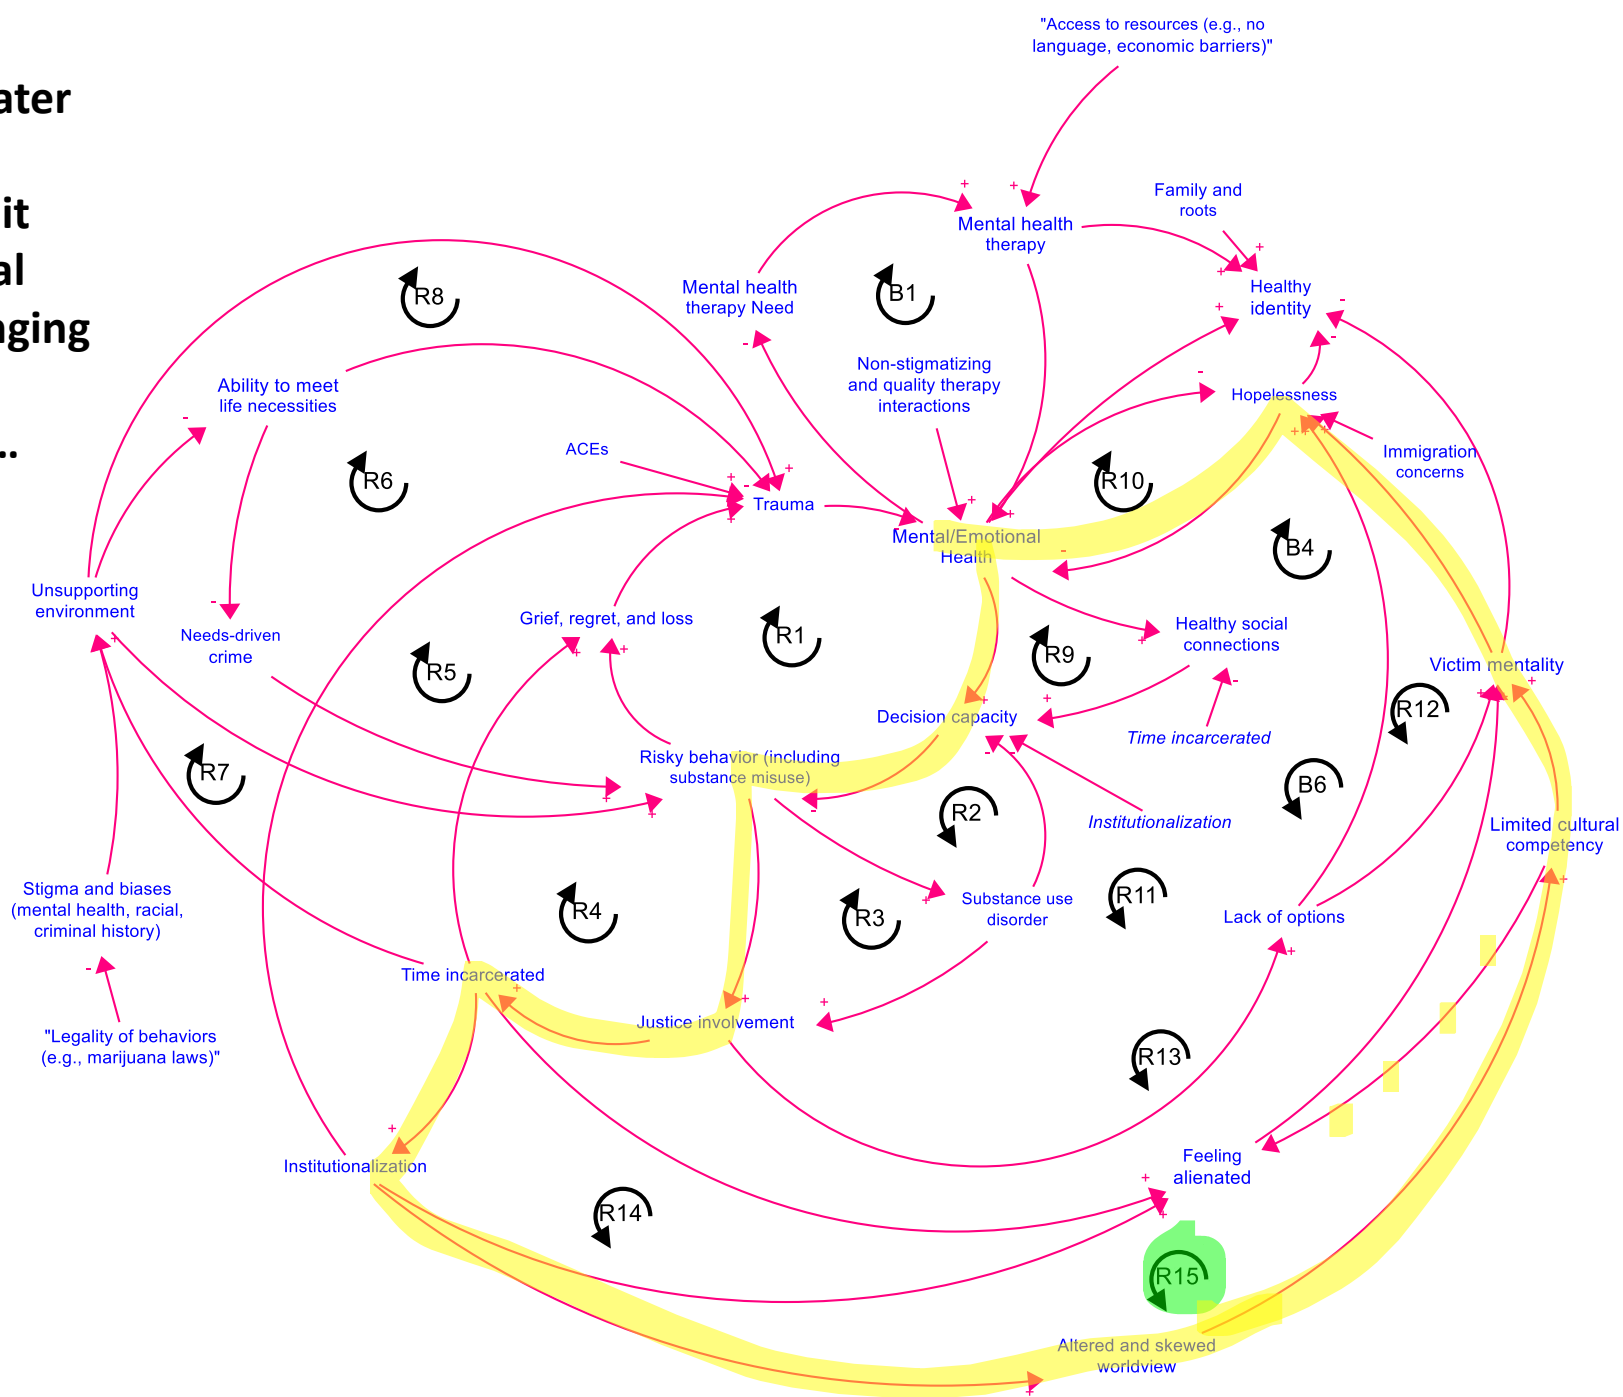 ater
it
al
nging
..
"Access to resources (e.g., no
language, economic barriers)"
Family and
roots
Mental health
therapy
Mental health
therapy Need
Healthy
identity
R8
B1
Non-stigmatizing
and quality therapy
interactions
Ability to meet
life necessities
Hopelessness
ACEs
Immigration
concerns
R6
R10
Trauma
Mental/Emotional
Health
B4
Unsupporting
environment
Grief, regret, and loss
Needs-driven
crime
R1
Healthy social
connections
R9
R5
Victim mentality
Decision capacity
R12
Time incarcerated
Risky behavior (including
substance misuse)
R7
B6
R2
Institutionalization
Limited cultural
competency
Stigma and biases
(mental health, racial,
criminal history)
R4
R3
Substance use
disorder
R11
Lack of options
Time incarcerated
Justice involvement
"Legality of behaviors
(e.g., marijuana laws)"
R13
Institutionalization
Feeling
alienated
R14
R15
Altered and skewed
worldview